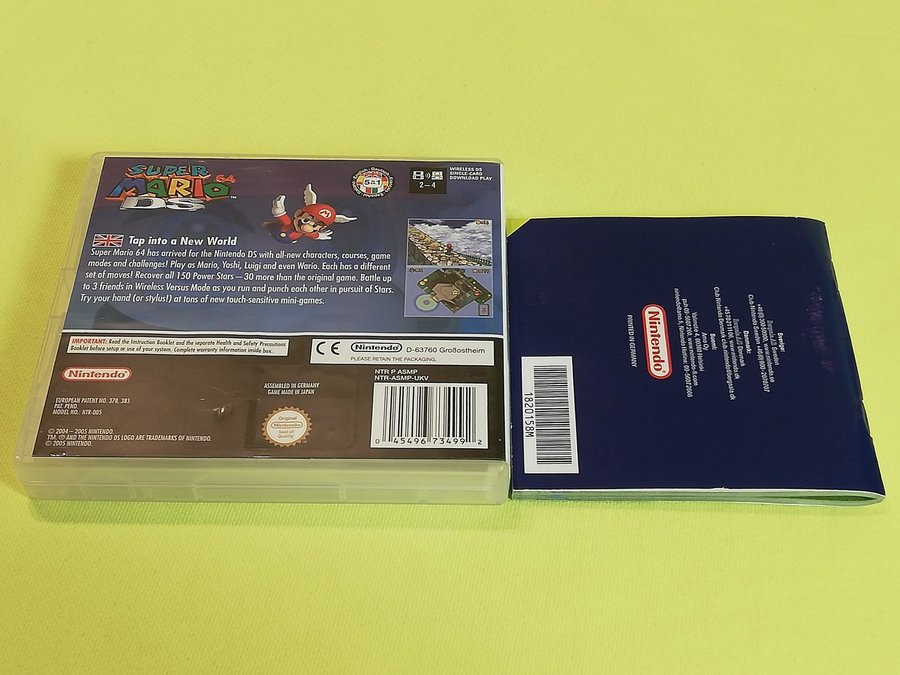 SUPER
MARIO 64
DS™
5in1
2–4
WIRELESS DS
SINGLE-CARD
DOWNLOAD PLAY
Tap into a New World
Super Mario 64 has arrived for the Nintendo DS with all-new characters, courses, game
modes and challenges! Play as Mario, Yoshi, Luigi and even Wario. Each has a different
set of moves! Recover all 150 Power Stars – 30 more than the original game. Battle up
to 3 friends in Wireless Versus Mode as you run and punch each other in pursuit of Stars.
Try your hand (or stylus!) at tons of new touch-sensitive mini-games.
IMPORTANT: Read the Instruction Booklet and the separate Health and Safety Precautions
Booklet before setup or use of your system. Complete warranty information inside box.
CE Nintendo® D-63760 Großostheim
PLEASE RETAIN THIS PACKAGING.
Nintendo®
EUROPEAN PATENT NO. 378, 385
PAT. PEND.
MODEL NO.: NTR-005
© 2004 – 2005 NINTENDO.
TM, ® AND THE NINTENDO DS LOGO ARE TRADEMARKS OF NINTENDO.
© 2005 NINTENDO.
ASSEMBLED IN GERMANY
GAME MADE IN JAPAN
Original
Nintendo®
Seal of
Quality
NTR P ASMP
NTR-ASMP-UKV
0 45496 73499 2
1820158M
Sverige:
Danmark:
Suomi:
Nintendo®
PRINTED IN GERMANY